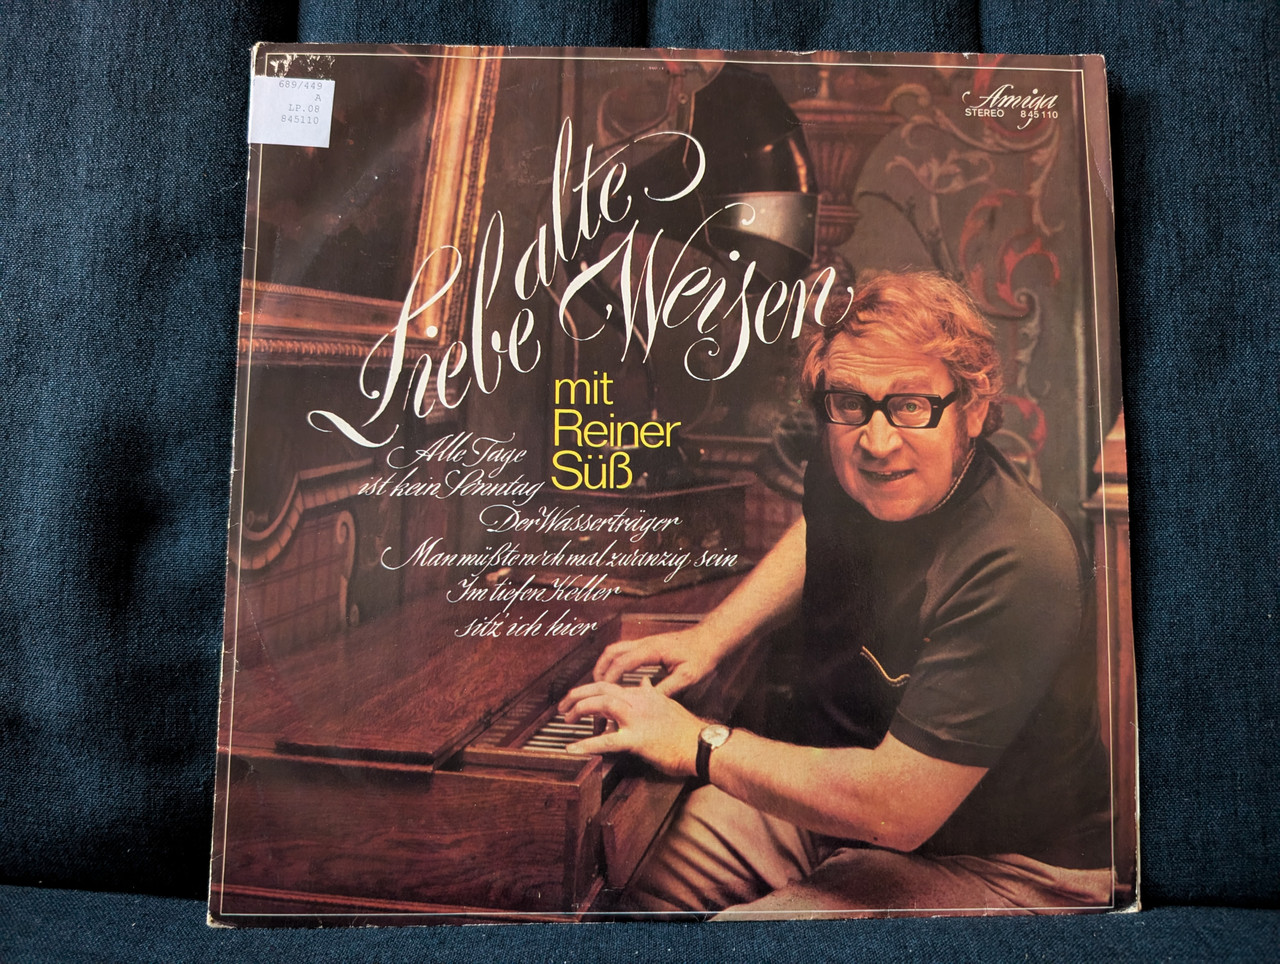 689/449
A
LP.08
845110
Amiga
STEREO 845110
Liebe alte
Weisen
mit
Reiner
Süß
Alle Tage
ist kein Sonntag
Der Wasserträger
Man müßte noch mal zwanzig sein
Im tiefen Keller
sitz' ich hier